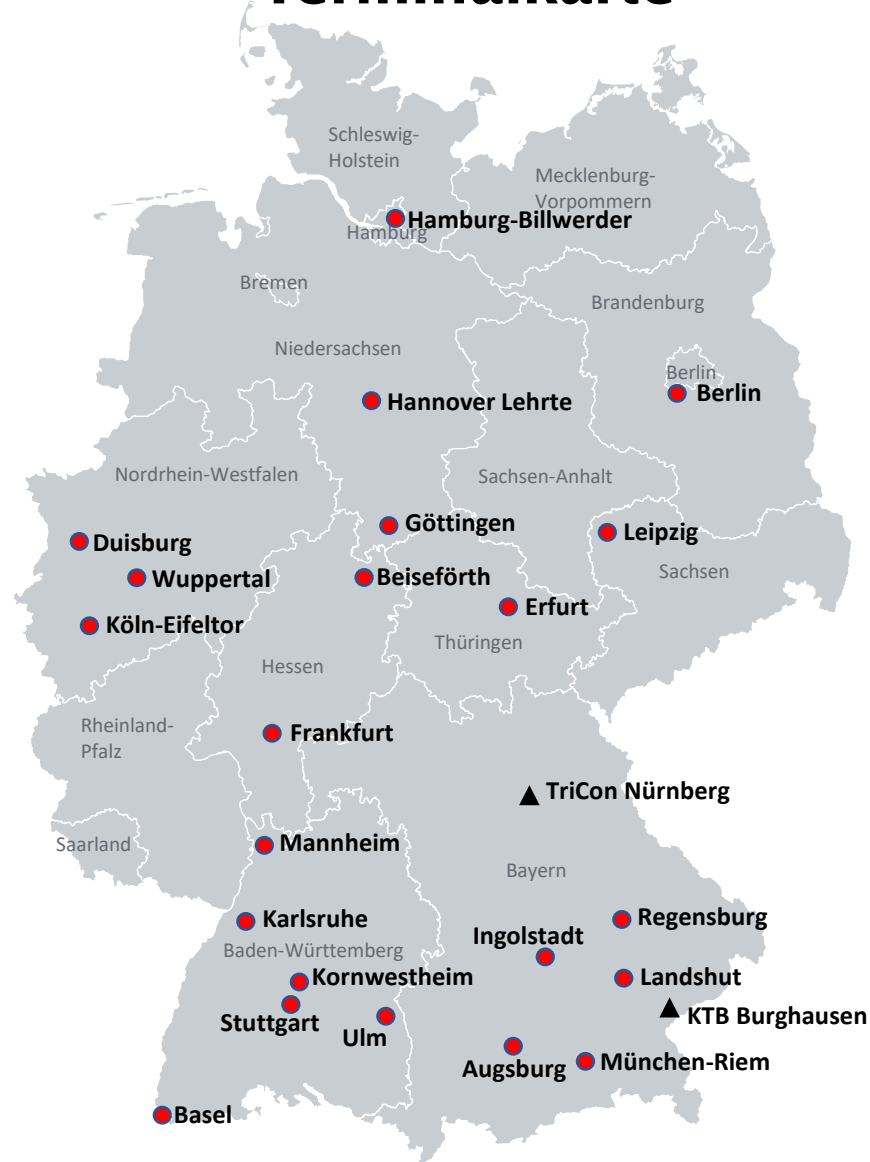 Terminalkarte
Schleswig-
Holstein
Mecklenburg-
Vorpommern
Hamburg-Billwerder
Hamburg
Bremen
Brandenburg
Niedersachsen
Berlin
Berlin
Hannover Lehrte
Nordrhein-Westfalen
Sachsen-Anhalt
Göttingen
Leipzig
Duisburg
Sachsen
Wuppertal
Beiseförth
Erfurt
Köln-Eifeltor
Thüringen
Hessen
Rheinland-
Pfalz
Frankfurt
TriCon Nürnberg
Saarland
Mannheim
Bayern
Karlsruhe
Regensburg
Ingolstadt
Baden-Württemberg
Kornwestheim
Landshut
KTB Burghausen
Stuttgart
Ulm
Augsburg
München-Riem
Basel